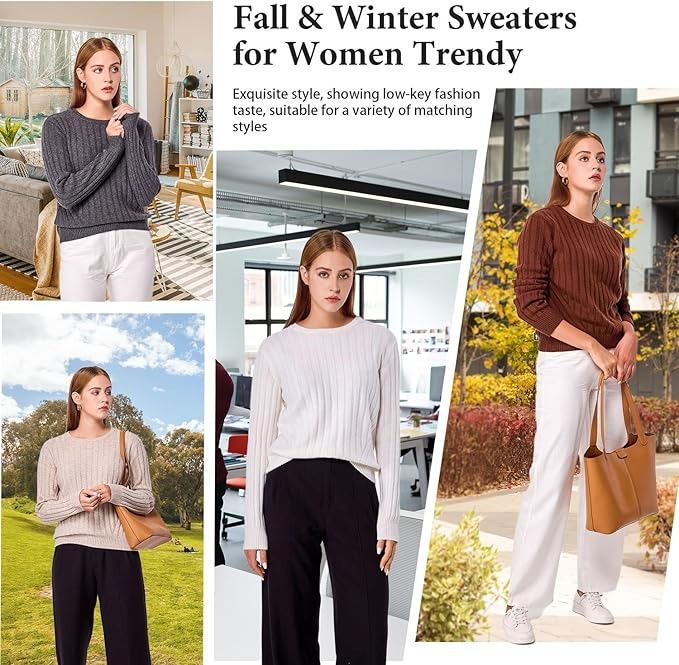 Fall & Winter Sweaters
for Women Trendy
Exquisite style, showing low-key fashion
taste, suitable for a variety of matching
styles